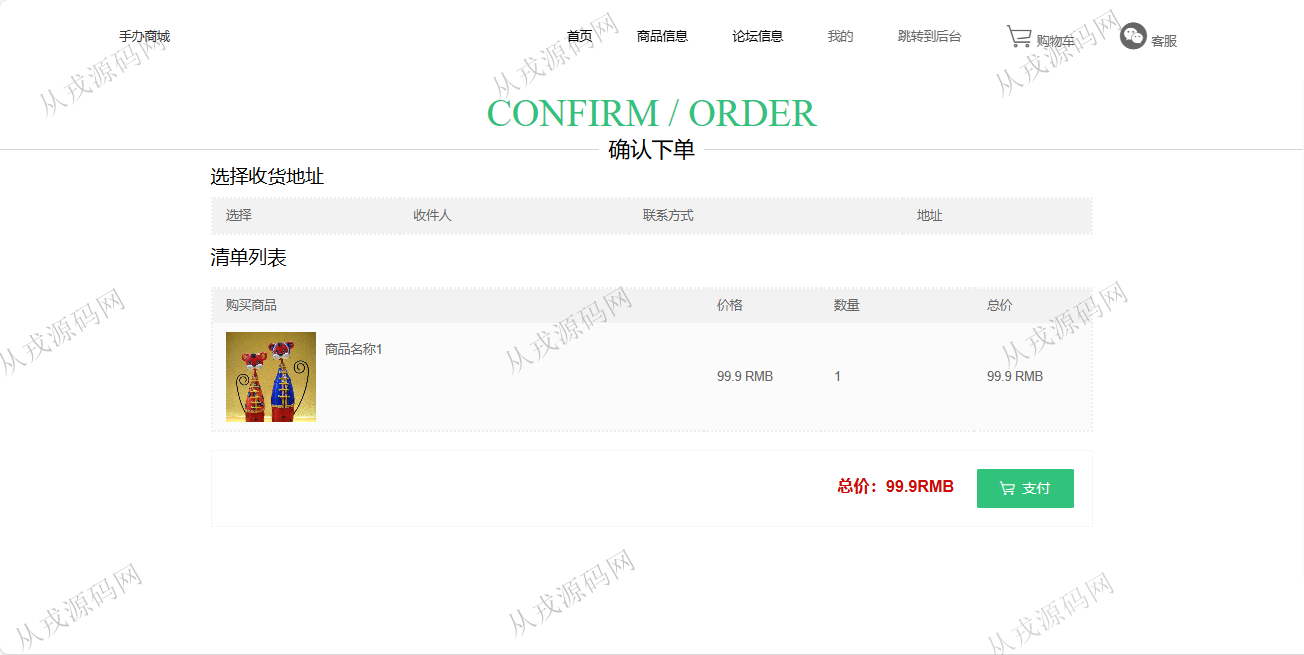 手办商城 首页 商品信息 论坛信息 我的 跳转到后台 购物车 客服
CONFIRM / ORDER
确认下单
选择收货地址
选择 收件人 联系方式 地址
清单列表
购买商品 价格 数量 总价
商品名称1
99.9 RMB 1 99.9 RMB
总价：99.9RMB 支付
从戎源码网
从戎源码网
从戎源码网
从戎源码网
从戎源码网
从戎源码网
从戎源码网
从戎源码网
从戎源码网